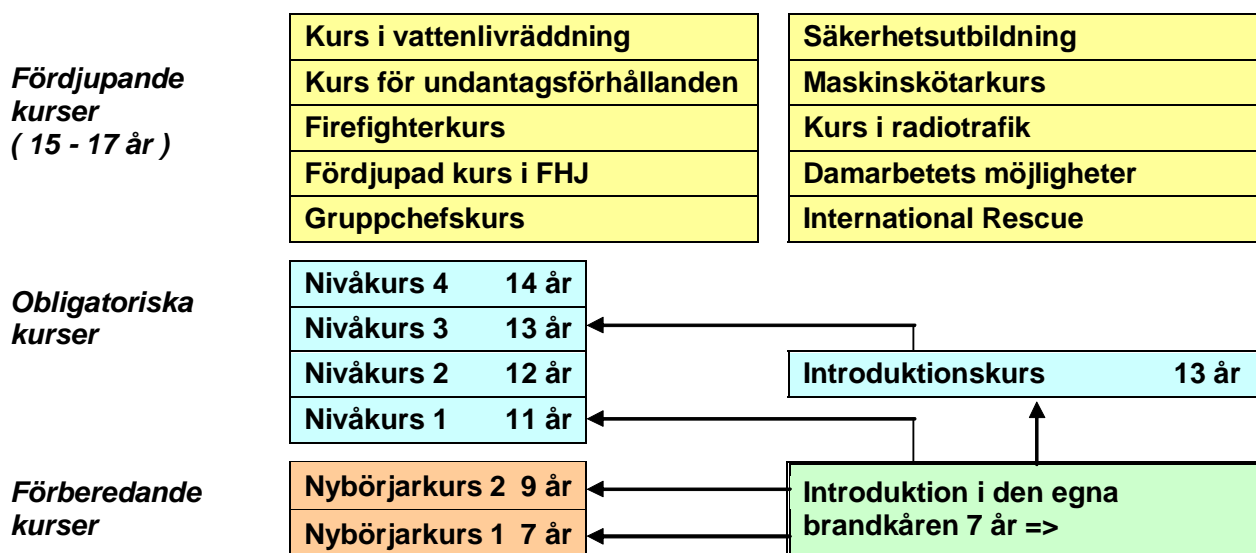 Fördjupande
kurser
( 15 - 17 år )
Kurs i vattenlivräddning
Kurs för undantagsförhållanden
Firefighterkurs
Fördjupad kurs i FHJ
Gruppchefskurs
Säkerhetsutbildning
Maskinskötarkurs
Kurs i radiotrafik
Damarbetets möjligheter
International Rescue
Obligatoriska
kurser
Nivåkurs 4 14 år
Nivåkurs 3 13 år
Nivåkurs 2 12 år
Nivåkurs 1 11 år
Introduktionskurs 13 år
Förberedande
kurser
Nybörjarkurs 2 9 år
Nybörjarkurs 1 7 år
Introduktion i den egna
brandkåren 7 år =>